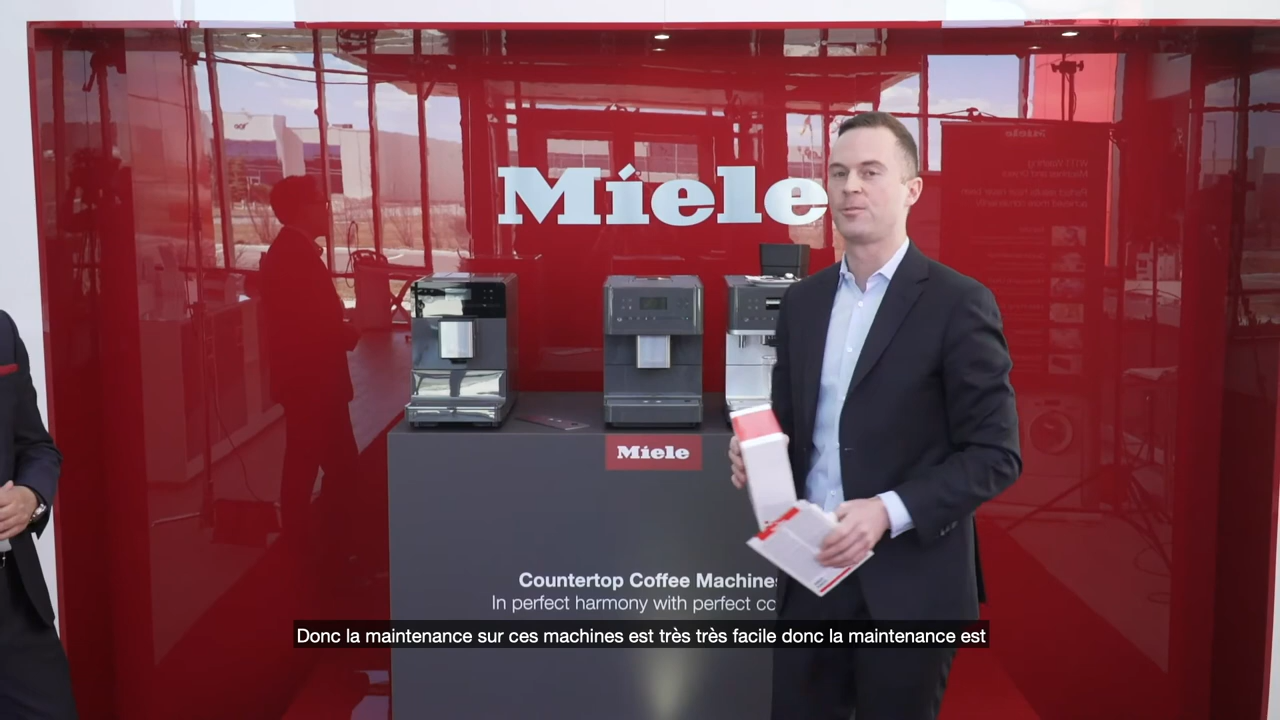 Miele
Miele
Miele
Countertop Coffee Machines
In perfect harmony with perfect co
Donc la maintenance sur ces machines est très très facile donc la maintenance est